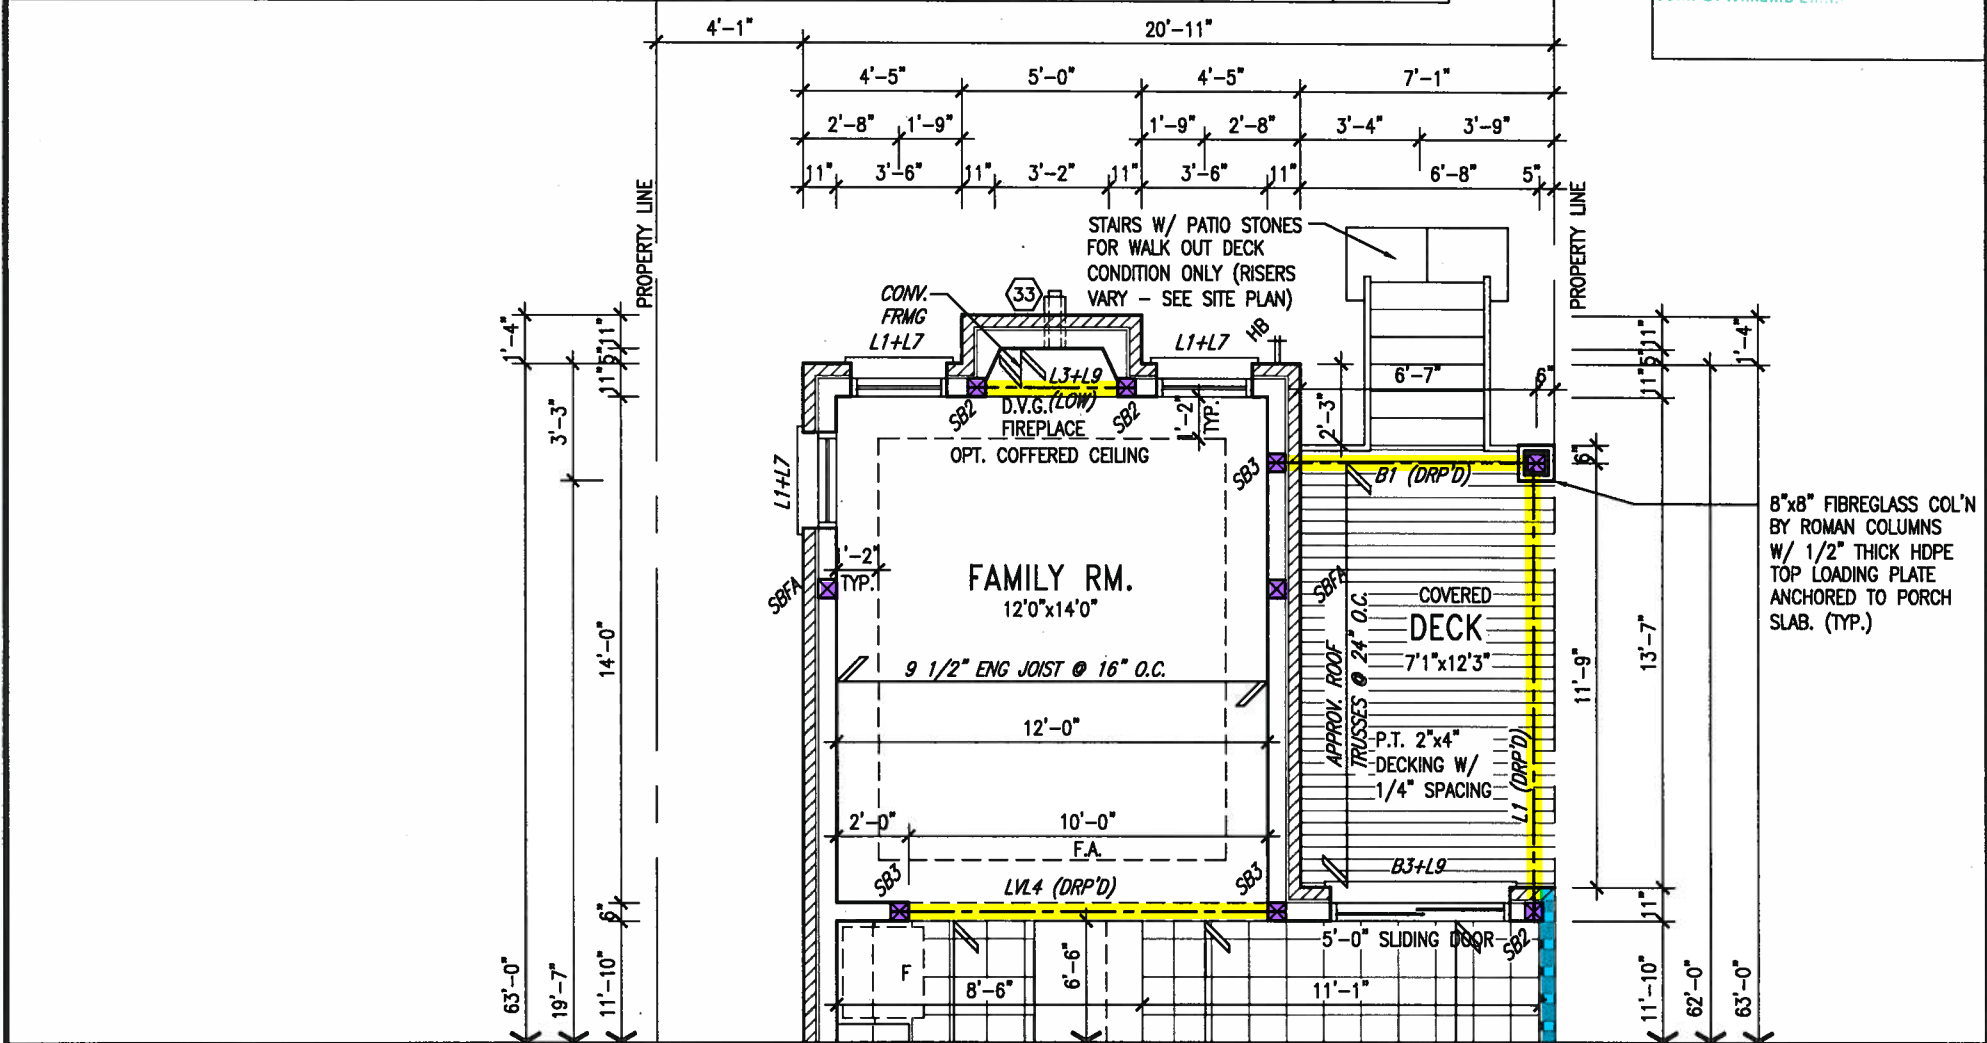 4'-1"
20'-11"
4'-5"
5'-0"
4'-5"
7'-1"
2'-8"
1'-9"
1'-9"
2'-8"
3'-4"
3'-9"
11"
3'-6"
11"
3'-2"
11"
3'-6"
11"
6'-8"
5"
PROPERTY LINE
PROPERTY LINE
STAIRS W/ PATIO STONES
FOR WALK OUT DECK
CONDITION ONLY (RISERS
VARY - SEE SITE PLAN)
CONV.
FRMG
33
HB
L1+L7
L1+L7
1'-4"
11"
5"
11"
11"
5"
11"
1'-4"
L3+L9
(LOW)
D.V.G.
FIREPLACE
SB2
SB2
1'-2"
TYP.
6'-7"
6"
2'-3"
3'-3"
OPT. COFFERED CEILING
L1+L7
SB3
B1 (DRP'D)
6"
8"x8" FIBREGLASS COL'N
BY ROMAN COLUMNS
W/ 1/2" THICK HDPE
TOP LOADING PLATE
ANCHORED TO PORCH
SLAB. (TYP.)
1'-2"
TYP.
SBFA
FAMILY RM.
12'0"x14'0"
SBFA
COVERED
DECK
7'1"x12'3"
APPROV. ROOF
TRUSSES @ 24" O.C.
14'-0"
9 1/2" ENG JOIST @ 16" O.C.
11'-9"
13'-7"
12'-0"
P.T. 2"x4"
DECKING W/
1/4" SPACING
L1 (DRP'D)
2'-0"
10'-0"
F.A.
SB3
LVL4 (DRP'D)
SB3
B3+L9
6"
11"
5'-0" SLIDING DOOR
SB2
F
8'-6"
6'-6"
11'-1"
63'-0"
19'-7"
11'-10"
11'-10"
62'-0"
63'-0"